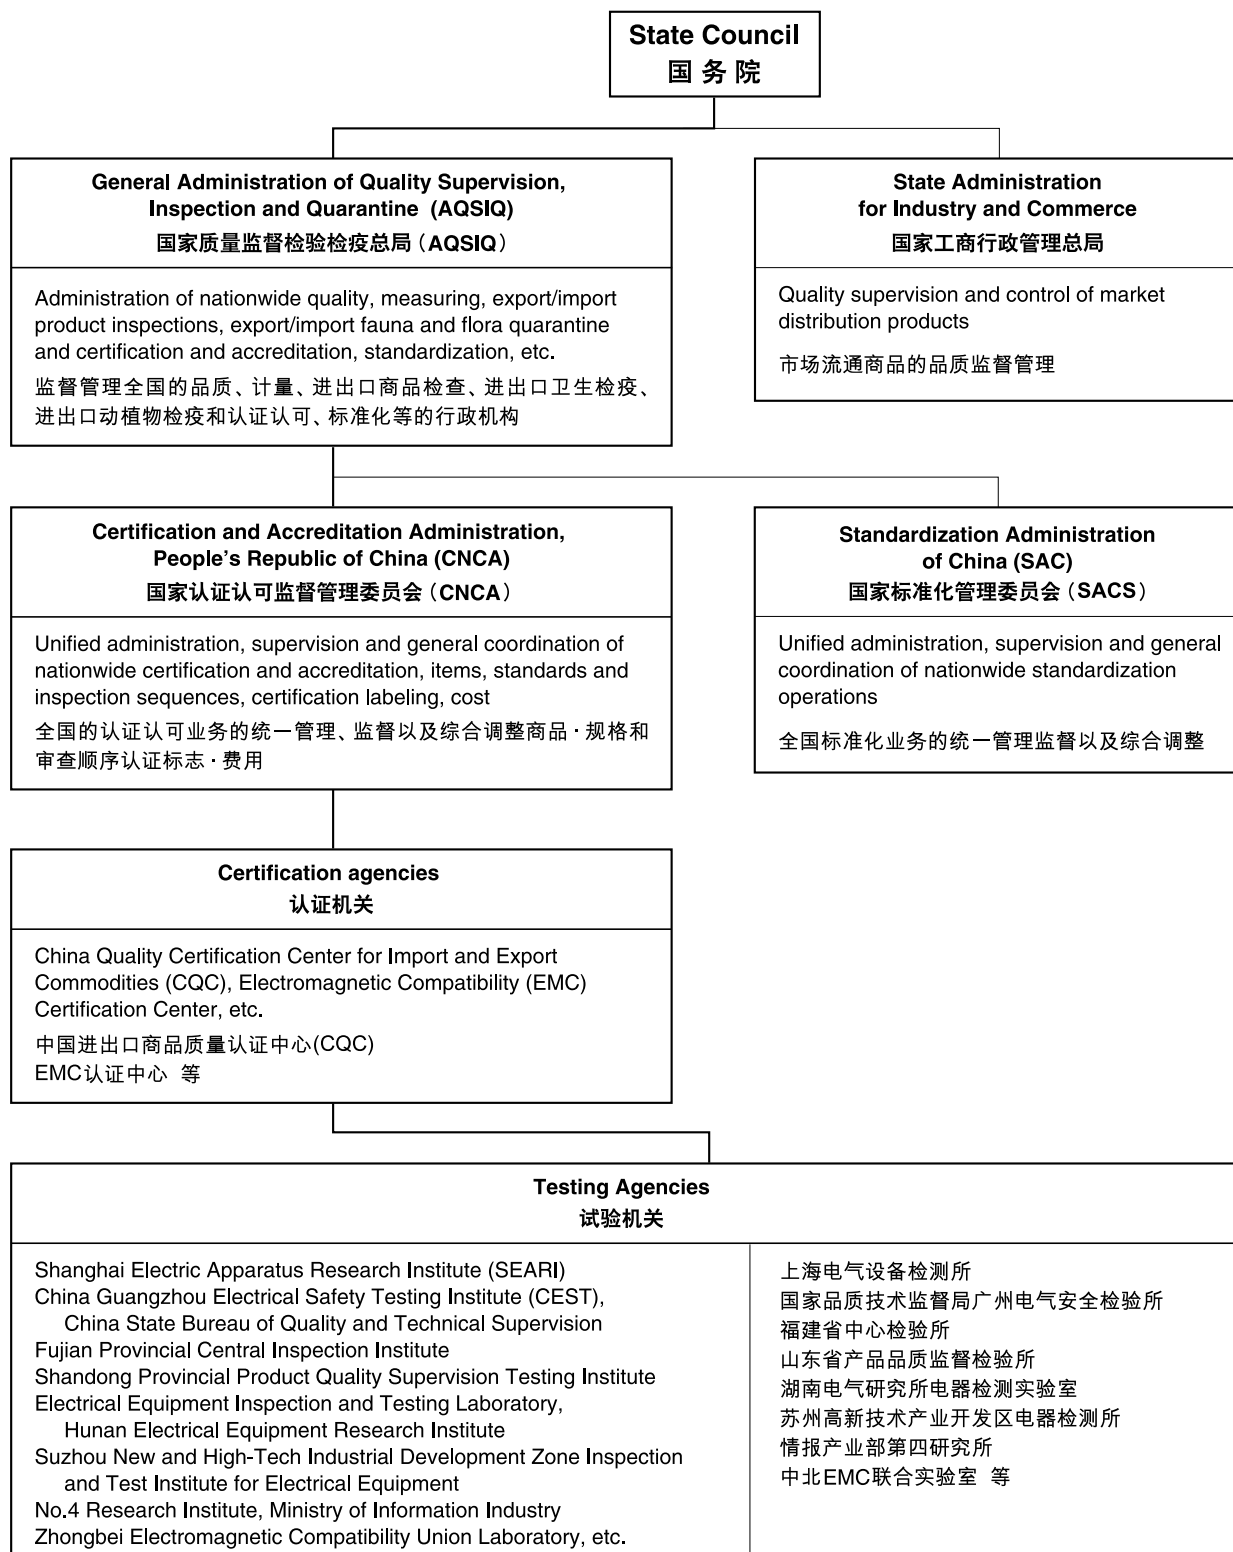 State Council
国务院
General Administration of Quality Supervision,
Inspection and Quarantine (AQSIQ)
国家质量监督检验检疫总局（AQSIQ）
Administration of nationwide quality, measuring, export/import
product inspections, export/import fauna and flora quarantine
and certification and accreditation, standardization, etc.
监督管理全国的品质、计量、进出口商品检查、进出口卫生检疫、
进出口动植物检疫和认证认可、标准化等的行政机构
State Administration
for Industry and Commerce
国家工商行政管理总局
Quality supervision and control of market
distribution products
市场流通商品的品质监督管理
Certification and Accreditation Administration,
People's Republic of China (CNCA)
国家认证认可监督管理委员会（CNCA）
Unified administration, supervision and general coordination of
nationwide certification and accreditation, items, standards and
inspection sequences, certification labeling, cost
全国的认证认可业务的统一管理、监督以及综合调整商品·规格和
审查顺序认证标志·费用
Standardization Administration
of China (SAC)
国家标准化管理委员会（SACS）
Unified administration, supervision and general
coordination of nationwide standardization
operations
全国标准化业务的统一管理监督以及综合调整
Certification agencies
认证机关
China Quality Certification Center for Import and Export
Commodities (CQC), Electromagnetic Compatibility (EMC)
Certification Center, etc.
中国进出口商品质量认证中心(CQC)
EMC认证中心 等
Testing Agencies
试验机关
Shanghai Electric Apparatus Research Institute (SEARI)
China Guangzhou Electrical Safety Testing Institute (CEST),
China State Bureau of Quality and Technical Supervision
Fujian Provincial Central Inspection Institute
Shandong Provincial Product Quality Supervision Testing Institute
Electrical Equipment Inspection and Testing Laboratory,
Hunan Electrical Equipment Research Institute
Suzhou New and High-Tech Industrial Development Zone Inspection
and Test Institute for Electrical Equipment
No.4 Research Institute, Ministry of Information Industry
Zhongbei Electromagnetic Compatibility Union Laboratory, etc.
上海电气设备检测所
国家品质技术监督局广州电气安全检验所
福建省中心检验所
山东省产品品质监督检验所
湖南电气研究所电器检测实验室
苏州高新技术产业开发区电器检测所
情报产业部第四研究所
中北EMC联合实验室 等